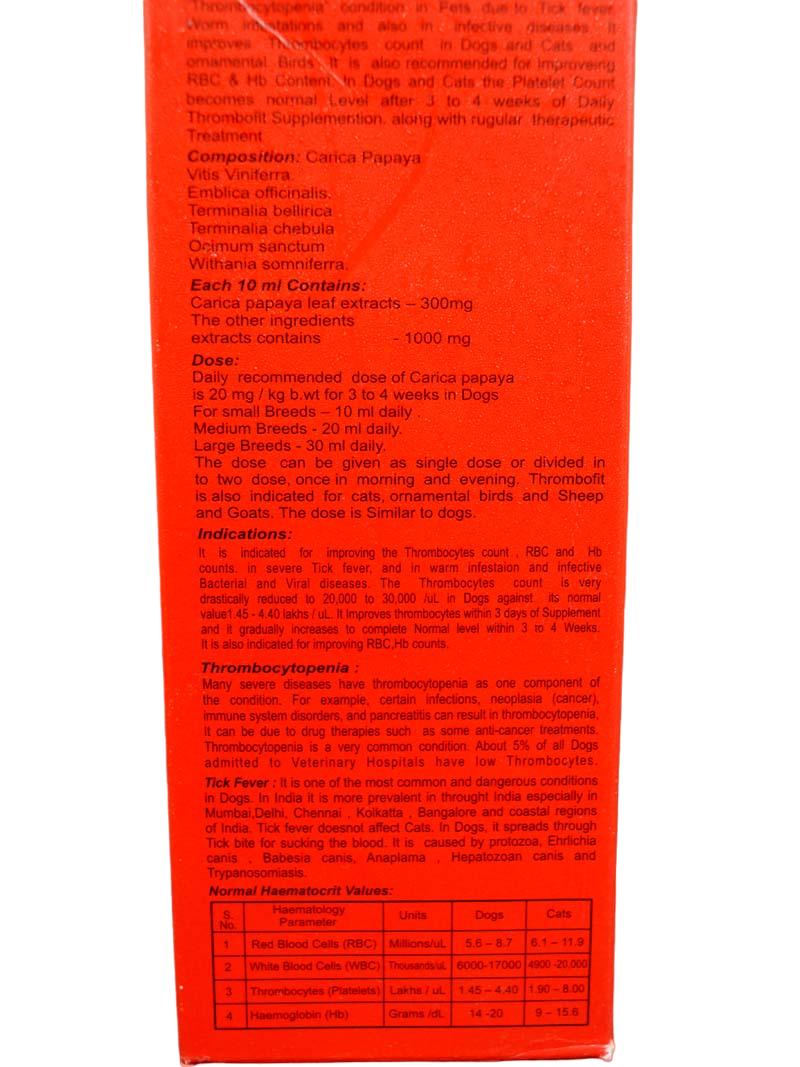 Thrombocytopenia" condition in Pets due to Tick fever
Worm infestations and also in infective diseases. It
improves Thrombocytes count in Dogs and Cats and
ornamental Birds. It is also recommended for Improveing
RBC & Hb Content. In Dogs and Cats the Platelet Count
becomes normal Level after 3 to 4 weeks of Daily
Thrombofit Supplemention. along with rugular therapeutic
Treatment
Composition: Carica Papaya
Vitis Viniferra.
Emblica officinalis.
Terminalia bellirica
Terminalia chebula
Ocimum sanctum
Withania somniferra.
Each 10 ml Contains:
Carica papaya leaf extracts – 300mg
The other ingredients
extracts contains - 1000 mg
Dose:
Daily recommended dose of Carica papaya
is 20 mg / kg b.wt for 3 to 4 weeks in Dogs
For small Breeds – 10 ml daily .
Medium Breeds - 20 ml daily.
Large Breeds - 30 ml daily.
The dose can be given as single dose or divided in
to two dose, once in morning and evening. Thrombofit
is also indicated for cats, ornamental birds and Sheep
and Goats. The dose is Similar to dogs.
Indications:
It is indicated for improving the Thrombocytes count , RBC and Hb
counts. in severe Tick fever, and in warm infestaion and infective
Bacterial and Viral diseases. The Thrombocytes count is very
drastically reduced to 20,000 to 30,000 /uL in Dogs against its normal
value1.45 - 4.40 lakhs / uL. It Improves thrombocytes within 3 days of Supplement
and it gradually increases to complete Normal level within 3 to 4 Weeks.
It is also indicated for improving RBC,Hb counts.
Thrombocytopenia :
Many severe diseases have thrombocytopenia as one component of
the condition. For example, certain infections, neoplasia (cancer),
immune system disorders, and pancreatitis can result in thrombocytopenia,
It can be due to drug therapies such as some anti-cancer treatments.
Thrombocytopenia is a very common condition. About 5% of all Dogs
admitted to Veterinary Hospitals have low Thrombocytes.
Tick Fever : It is one of the most common and dangerous conditions
in Dogs. In India it is more prevalent in throught India especially in
Mumbai,Delhi, Chennai , Kolkatta , Bangalore and coastal regions
of India. Tick fever doesnot affect Cats. In Dogs, it spreads through
Tick bite for sucking the blood. It is caused by protozoa, Ehrlichia
canis , Babesia canis, Anaplama , Hepatozoan canis and
Trypanosomiasis.
Normal Haematocrit Values:
S. No. Haematology Parameter Units Dogs Cats
1 Red Blood Cells (RBC) Millions/uL 5.6 – 8.7 6.1 – 11.9
2 White Blood Cells (WBC) Thousands/uL 6000-17000 4900 -20,000
3 Thrombocytes (Platelets) Lakhs / uL 1.45 – 4.40 1.90 – 8.00
4 Haemoglobin (Hb) Grams /dL 14 -20 9 – 15.6